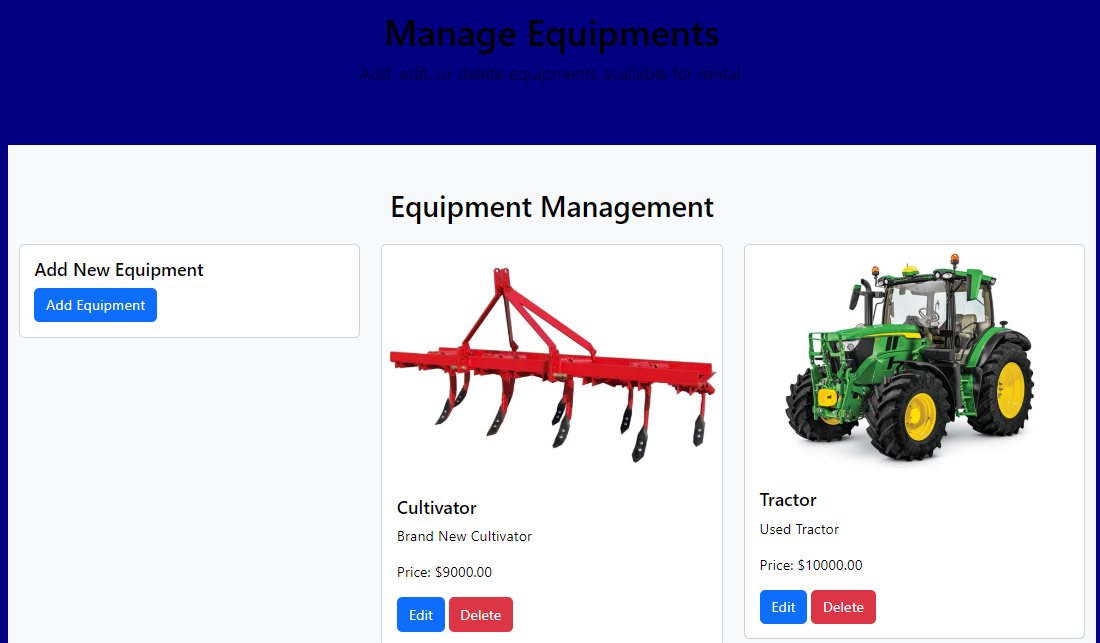 Manage Equipments
Add, edit, or delete equipments available for rental
Equipment Management
Add New Equipment
Add Equipment
Cultivator
Brand New Cultivator
Price: $9000.00
Edit
Delete
Tractor
Used Tractor
Price: $10000.00
Edit
Delete